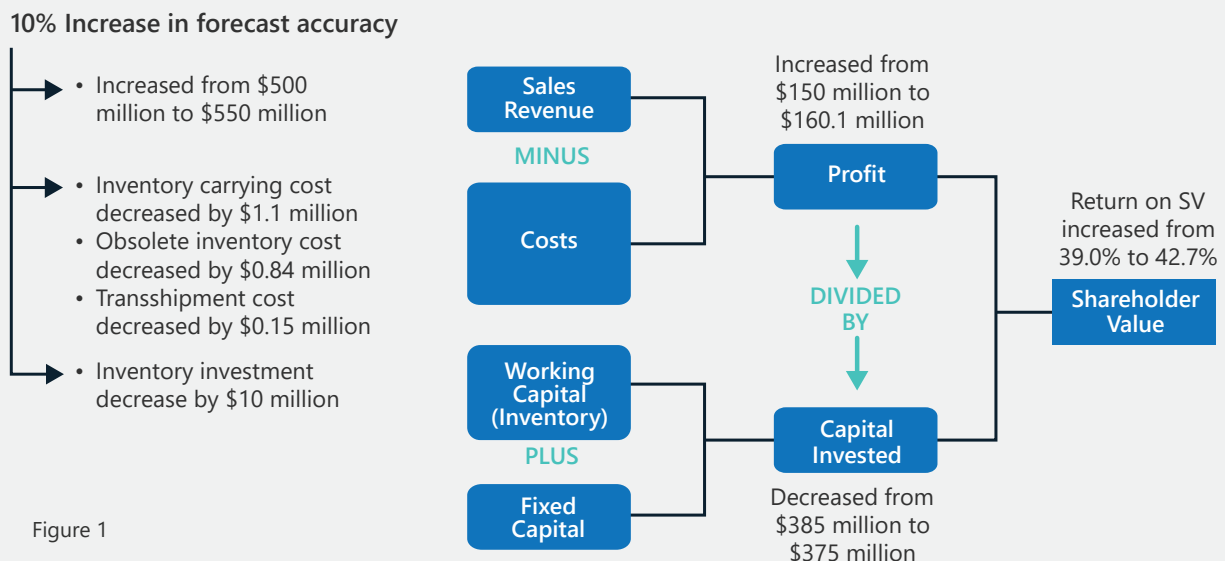 10% Increase in forecast accuracy
• Increased from $500
million to $550 million
• Inventory carrying cost
decreased by $1.1 million
• Obsolete inventory cost
decreased by $0.84 million
• Transshipment cost
decreased by $0.15 million
• Inventory investment
decrease by $10 million
Figure 1
Sales
Revenue
MINUS
Costs
Working
Capital
(Inventory)
PLUS
Fixed
Capital
Increased from
$150 million to
$160.1 million
Profit
DIVIDED
BY
Capital
Invested
Decreased from
$385 million to
$375 million
Return on SV
increased from
39.0% to 42.7%
Shareholder
Value